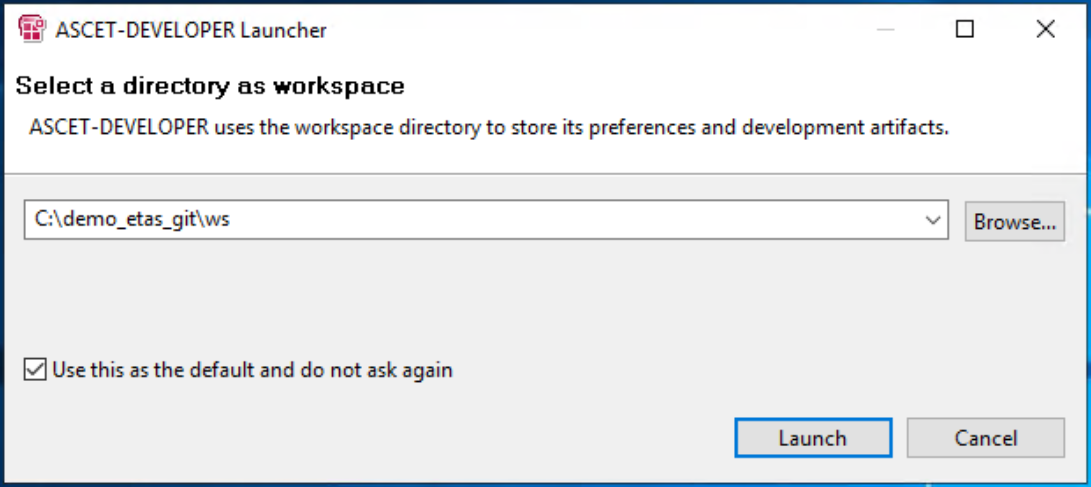 ASCET-DEVELOPER Launcher
Select a directory as workspace
ASCET-DEVELOPER uses the workspace directory to store its preferences and development artifacts.
C:\demo_etas_git\ws
Browse...
Use this as the default and do not ask again
Launch
Cancel